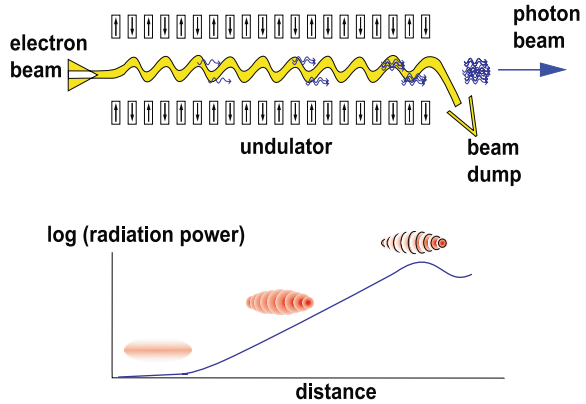 photon
beam
electron
beam
undulator
beam
dump
log (radiation power)
distance